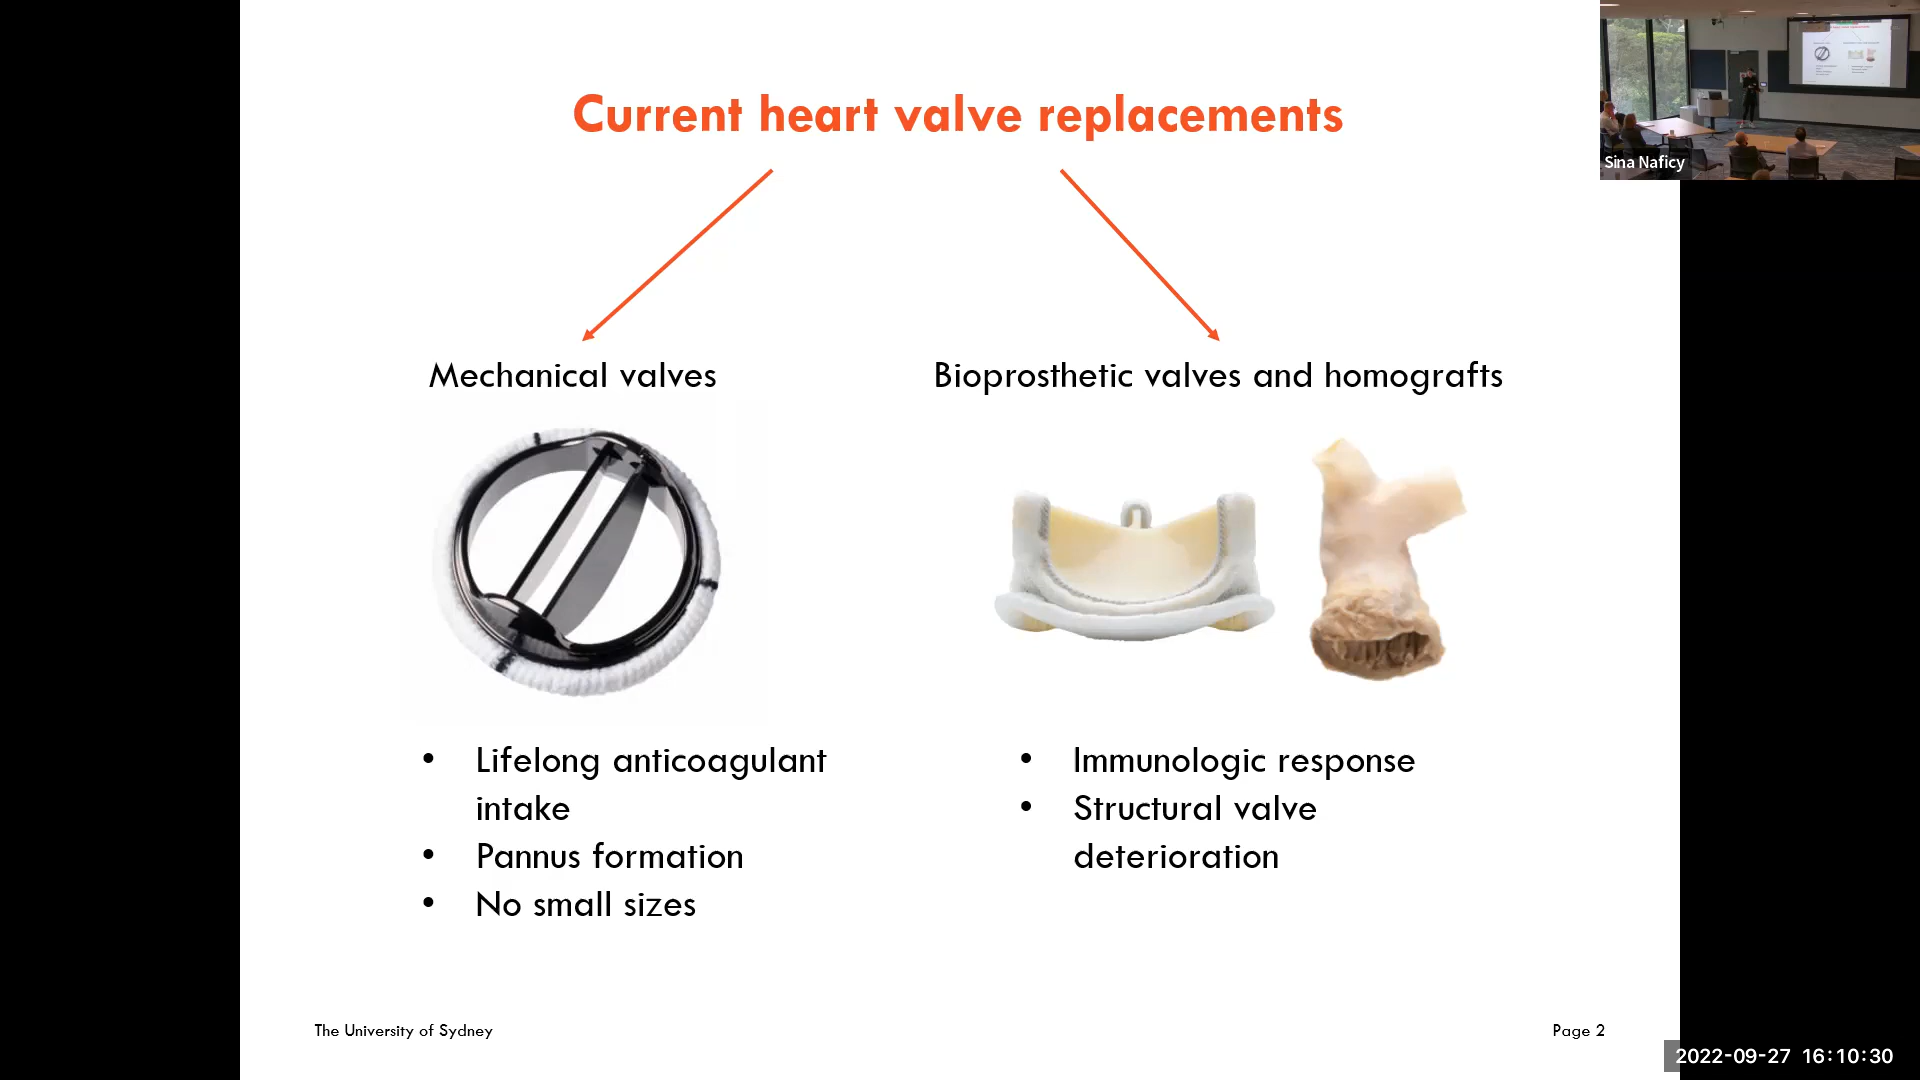 Current heart valve replacements
Sina Naficy
Mechanical valves
Bioprosthetic valves and homografts
• Lifelong anticoagulant
intake
• Pannus formation
• No small sizes
• Immunologic response
• Structural valve
deterioration
The University of Sydney
Page 2
2022-09-27 16:10:30